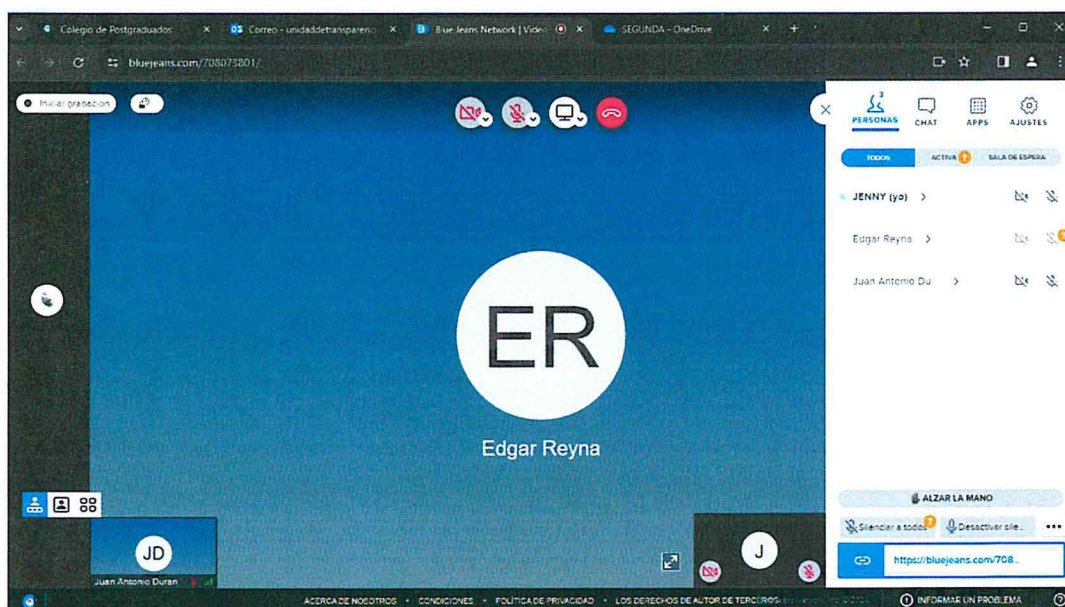 Colegio de Postgraduados
Correo - unidaddetransparenc
Blue Jeans Network | Video
SEGUNDA - OneDrive
bluejeans.com/708073801/
Iniciar grabación
3
PERSONAS
CHAT
APPS
AJUSTES
TODOS
ACTIVA
SALA DE ESPERA
JENNY (yo)
Edgar Reyna
Juan Antonio Du
ER
Edgar Reyna
ALZAR LA MANO
Silenciar a todos
Desactivar sile...
JD
Juan Antonio Duran
J
https://bluejeans.com/708...
ACERCA DE NOSOTROS • CONDICIONES • POLÍTICA DE PRIVACIDAD • LOS DERECHOS DE AUTOR DE TERCEROS
INFORMAR UN PROBLEMA